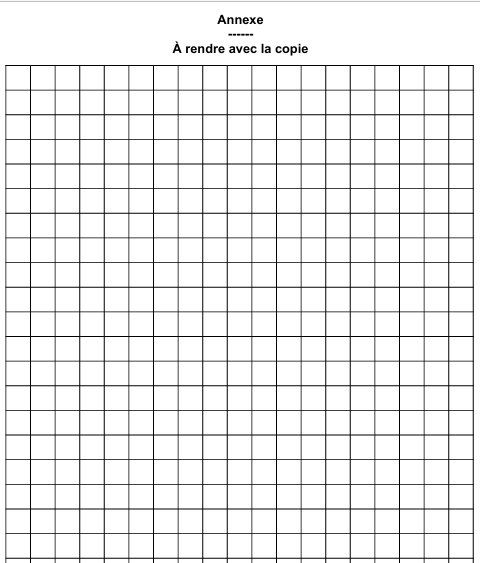 Annexe
------
À rendre avec la copie